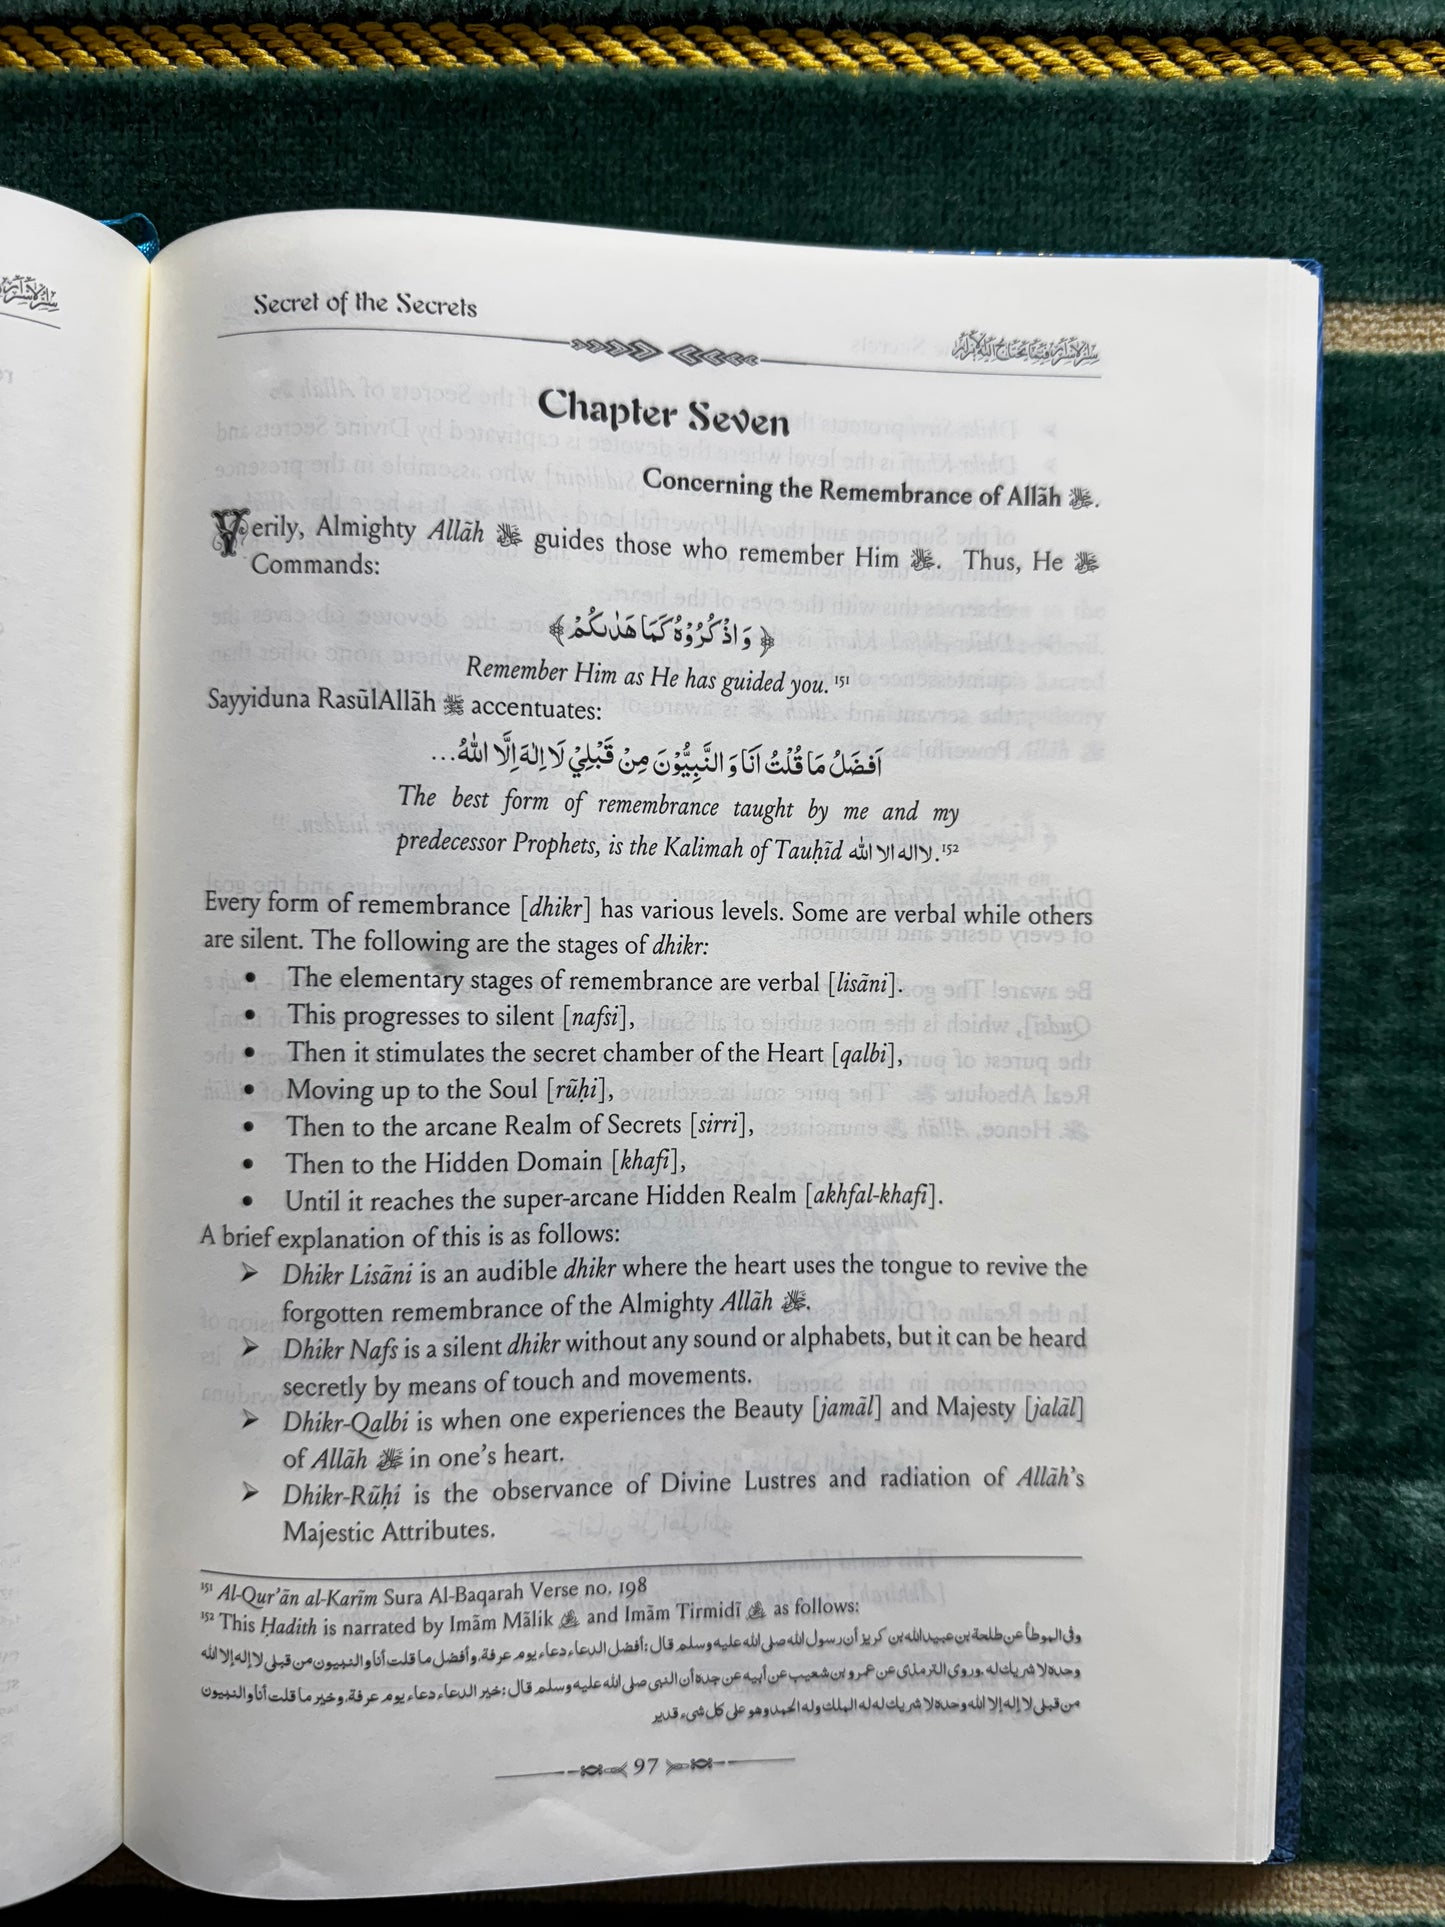 Secret of the Secrets
Chapter Seven
Concerning the Remembrance of Allāh ﷻ.
Verily, Almighty Allāh ﷻ guides those who remember Him ﷻ. Thus, He ﷻ
Commands:
﴿ وَاذْكُرُوْهُ كَمَا هَدٰىكُمْ ﴾
Remember Him as He has guided you. 151
Sayyiduna RasūlAllāh ﷺ accentuates:
اَفضَلُ مَا قُلْتُ اَنَا وَ النَّبِيُّوْنَ مِنْ قَبْلِيْ لَا اِلٰهَ اِلَّا اللهُ...
The best form of remembrance taught by me and my
predecessor Prophets, is the Kalimah of Tauḥīd لا اله الا الله.152
Every form of remembrance [dhikr] has various levels. Some are verbal while others
are silent. The following are the stages of dhikr:
• The elementary stages of remembrance are verbal [lisāni].
• This progresses to silent [nafsi],
• Then it stimulates the secret chamber of the Heart [qalbi],
• Moving up to the Soul [rūḥi],
• Then to the arcane Realm of Secrets [sirri],
• Then to the Hidden Domain [khafi],
• Until it reaches the super-arcane Hidden Realm [akhfal-khafi].
A brief explanation of this is as follows:
➢ Dhikr Lisāni is an audible dhikr where the heart uses the tongue to revive the
forgotten remembrance of the Almighty Allāh ﷻ.
➢ Dhikr Nafs is a silent dhikr without any sound or alphabets, but it can be heard
secretly by means of touch and movements.
➢ Dhikr-Qalbi is when one experiences the Beauty [jamāl] and Majesty [jalāl]
of Allāh ﷻ in one's heart.
➢ Dhikr-Rūḥi is the observance of Divine Lustres and radiation of Allāh's
Majestic Attributes.
151 Al-Qur'ān al-Karīm Sura Al-Baqarah Verse no. 198
152 This Ḥadith is narrated by Imām Mālik and Imām Tirmidī as follows:
وفى الموطأ عن طلحة بن عبيد الله بن كريز أن رسول الله صلى الله عليه وسلم قال : أفضل الدعاء دعاء يوم عرفة، وأفضل ما قلت أنا والنبيون من قبلى لا إله إلا الله
وحده لا شريك له. وروى الترمذى عن عمرو بن شعيب عن أبيه عن جده أن النبى صلى الله عليه وسلم قال : خير الدعاء دعاء يوم عرفة، وخير ما قلت أنا والنبيون
من قبلى لا إله إلا الله وحده لا شريك له له الملك وله الحمد وهو على كل شىء قدير
97